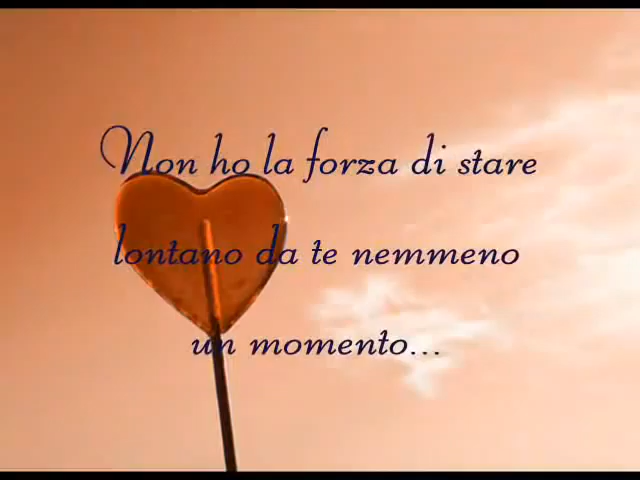 Non ho la forza di stare
lontano da te nemmeno
un momento...